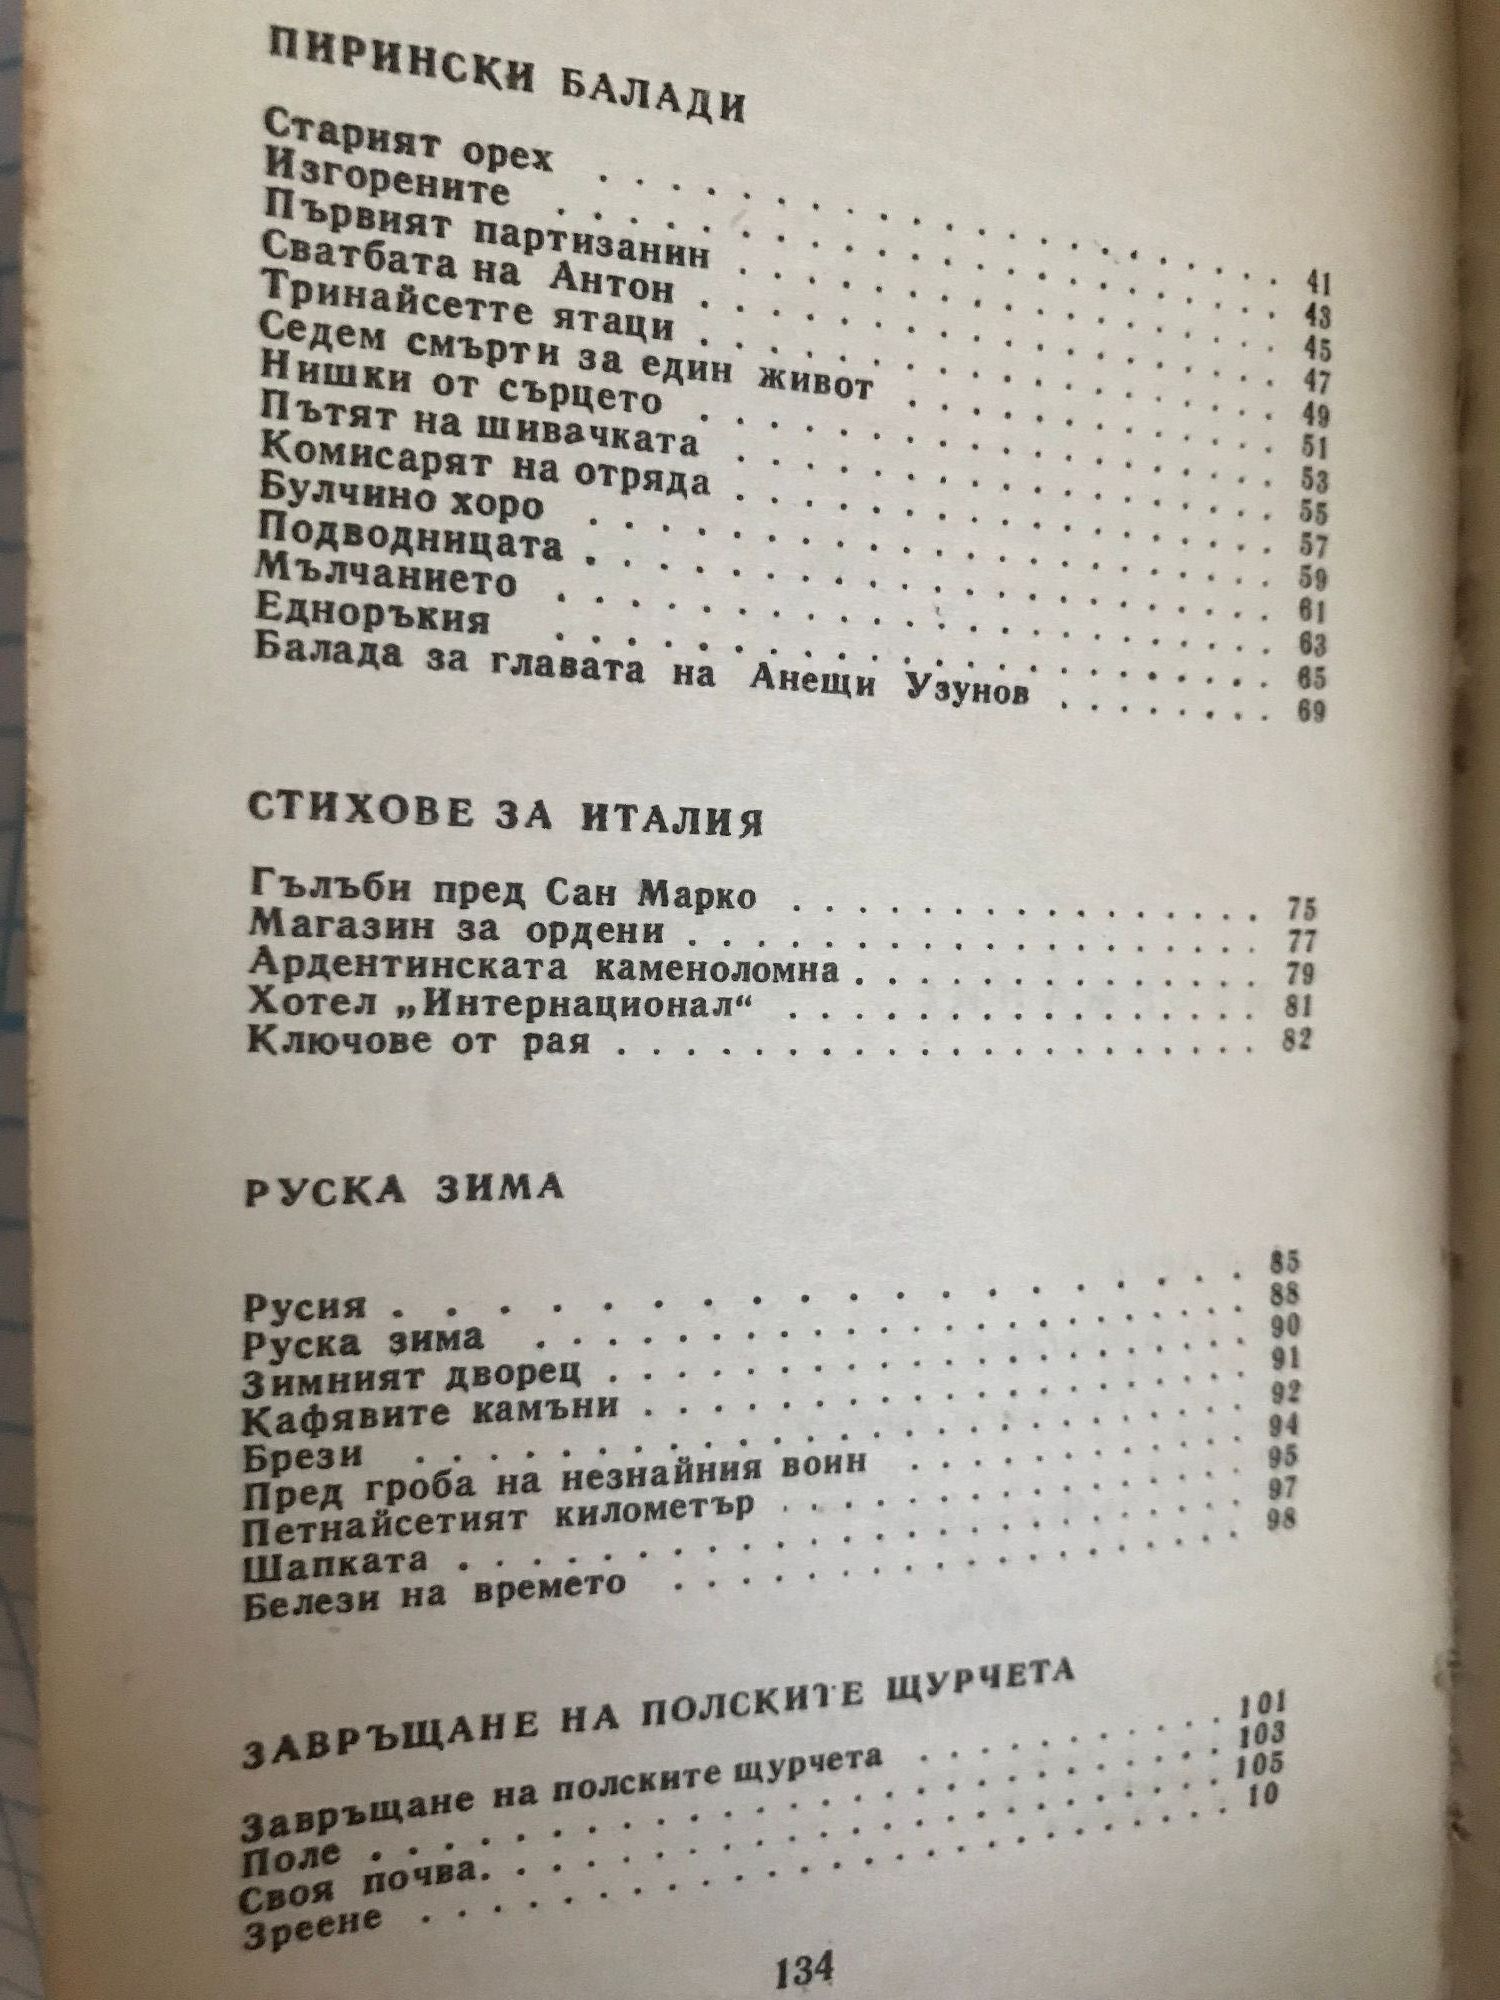 ПИРИНСКИ БАЛАДИ
Старият орех . . . . . . . . . . . . . . . . . . . . 41
Изгорените . . . . . . . . . . . . . . . . . . . . 43
Първият партизанин . . . . . . . . . . . . . . . . 45
Сватбата на Антон . . . . . . . . . . . . . . . . . 47
Тринайсетте ятаци . . . . . . . . . . . . . . . . . 49
Седем смърти за един живот . . . . . . . . . . . 51
Нишки от сърцето . . . . . . . . . . . . . . . . . 53
Пътят на шивачката . . . . . . . . . . . . . . . . 55
Комисарят на отряда . . . . . . . . . . . . . . . . 57
Булчино хоро . . . . . . . . . . . . . . . . . . . . 59
Подводницата . . . . . . . . . . . . . . . . . . . . 61
Мълчанието . . . . . . . . . . . . . . . . . . . . 63
Едноръкия . . . . . . . . . . . . . . . . . . . . 65
Балада за главата на Анещи Узунов . . . . . . . . 69
СТИХОВЕ ЗА ИТАЛИЯ
Гълъби пред Сан Марко . . . . . . . . . . . . . . . 75
Магазин за ордени . . . . . . . . . . . . . . . . . 77
Ардентинската каменоломна . . . . . . . . . . . . . 79
Хотел „Интернационал“ . . . . . . . . . . . . . . . 81
Ключове от рая . . . . . . . . . . . . . . . . . . . 82
РУСКА ЗИМА
Русия . . . . . . . . . . . . . . . . . 85
Руска зима . . . . . . . . . . . . . . . . . . . . 88
Зимният дворец . . . . . . . . . . . . . . . . . . . 90
Кафявите камъни . . . . . . . . . . . . . . . . . . 91
Брези . . . . . . . . . . . . . . . . . . . . . . . 92
Пред гроба на незнайния воин . . . . . . . . . . . 94
Петнайсетият километър . . . . . . . . . . . . . . . 95
Шапката . . . . . . . . . . . . . . . . . . . . . . 97
Белези на времето . . . . . . . . . . . . . . . . . 98
ЗАВРЪЩАНЕ НА ПОЛСКИТЕ ЩУРЧЕТА
Завръщане на полските щурчета . . . . . . . . . . 101
Поле . . . . . . . . . . . . . . . . . . . . . . . 103
Своя почва. . . . . . . . . . . . . . . . . . . . . 105
Зреене . . . . . . . . . . . . . . . . . . . . . . 10
134